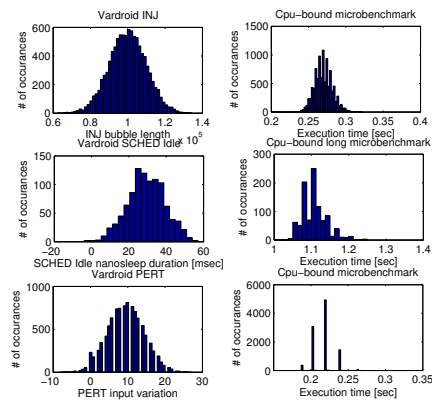 Vardroid INJ
# of occurances
600
400
200
0
0.6 0.8 1 1.2 1.4
x 10^5
INJ bubble length
Cpu-bound microbenchmark
# of occurances
1500
1000
500
0
0.2 0.25 0.3 0.35 0.4
Execution time [sec]
Vardroid SCHED Idle
# of occurances
150
100
50
0
-20 0 20 40 60
SCHED Idle nanosleep duration [msec]
Cpu-bound long microbenchmark
# of occurances
300
200
100
0
1 1.1 1.2 1.3 1.4
Execution time [sec]
Vardroid PERT
# of occurances
1000
500
0
-10 0 10 20 30
PERT input variation
Cpu-bound microbenchmark
# of occurances
6000
4000
2000
0
0.2 0.25 0.3 0.35
Execution time [sec]